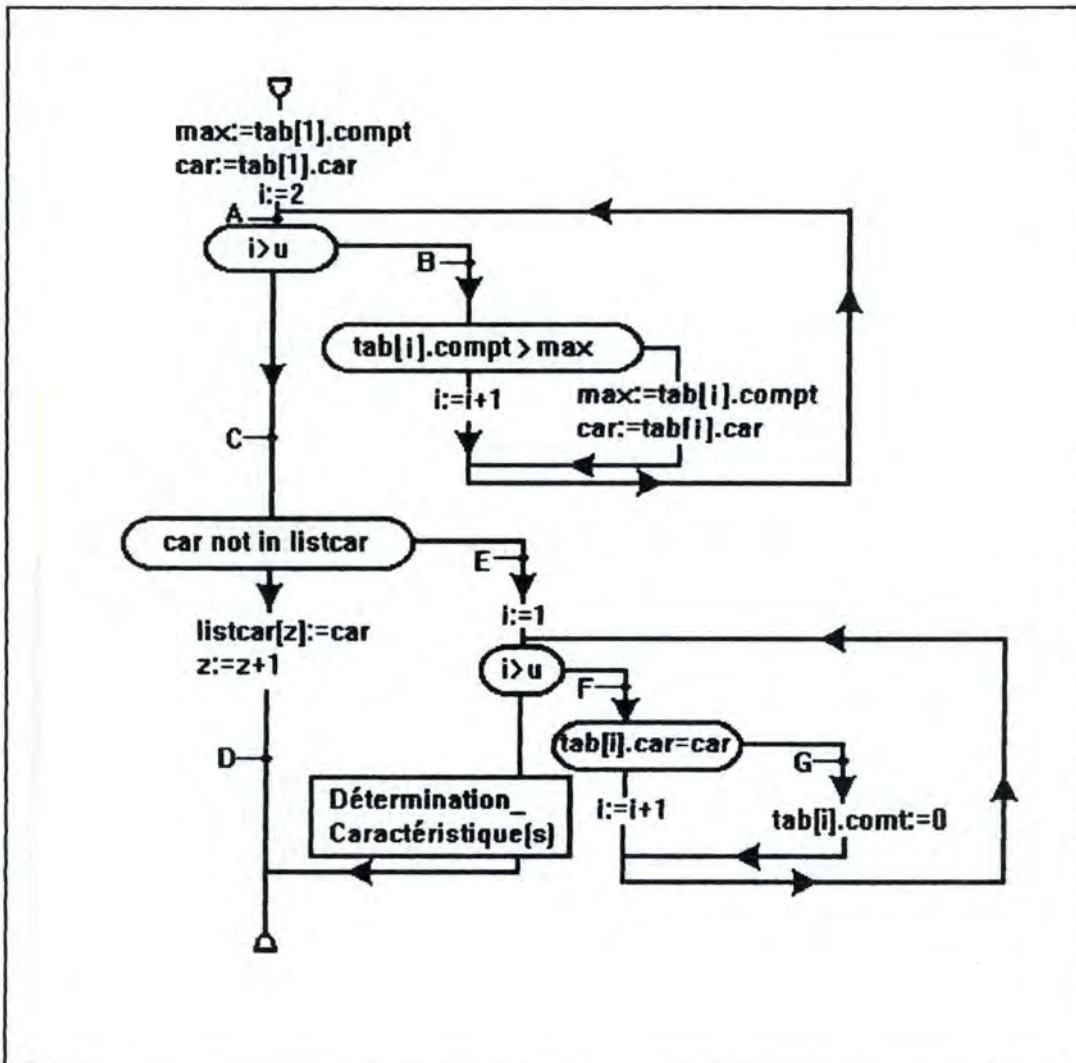 max:=tab[1].compt
car:=tab[1].car
i:=2
A
i>u
B
tab[i].compt>max
i:=i+1
max:=tab[i].compt
car:=tab[i].car
C
car not in listcar
E
listcar[z]:=car
z:=z+1
i:=1
i>u
F
tab[i].car=car
G
D
Détermination_
Caractéristique(s)
i:=i+1
tab[i].comt:=0